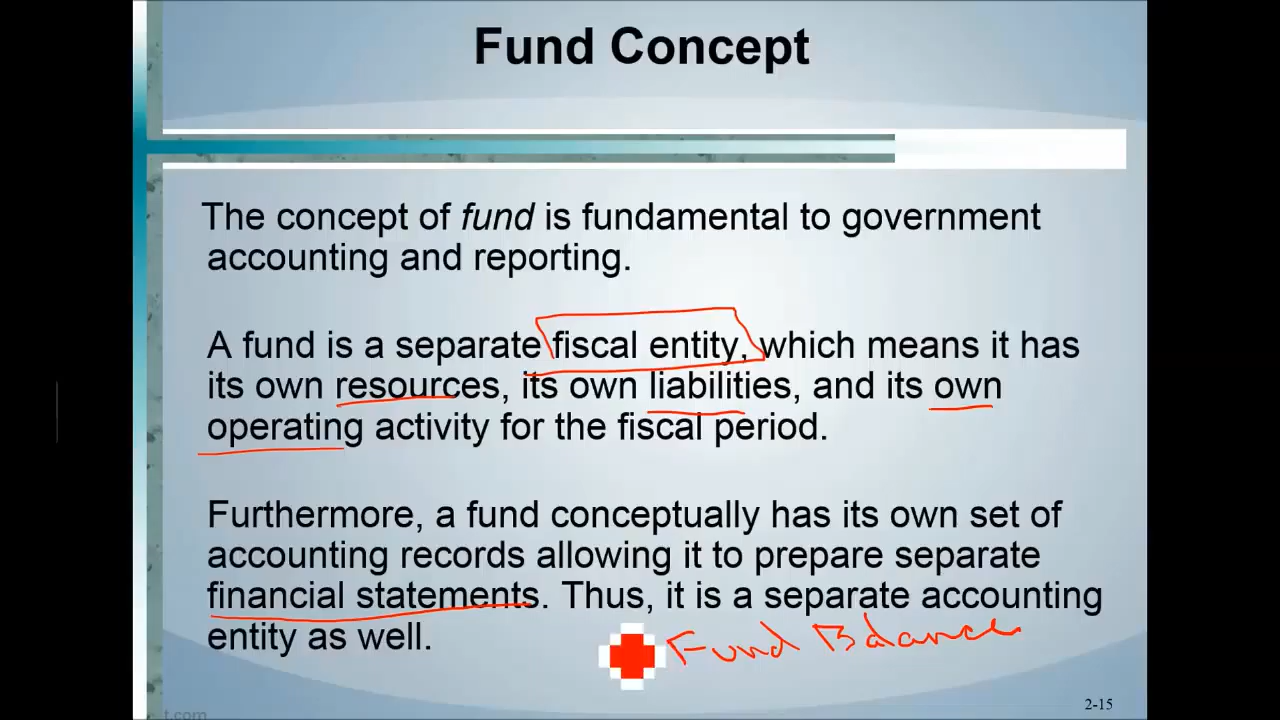 Fund Concept
The concept of fund is fundamental to government
accounting and reporting.
A fund is a separate fiscal entity, which means it has
its own resources, its own liabilities, and its own
operating activity for the fiscal period.
Furthermore, a fund conceptually has its own set of
accounting records allowing it to prepare separate
financial statements. Thus, it is a separate accounting
entity as well.
Fund Balance
2-15
t.com